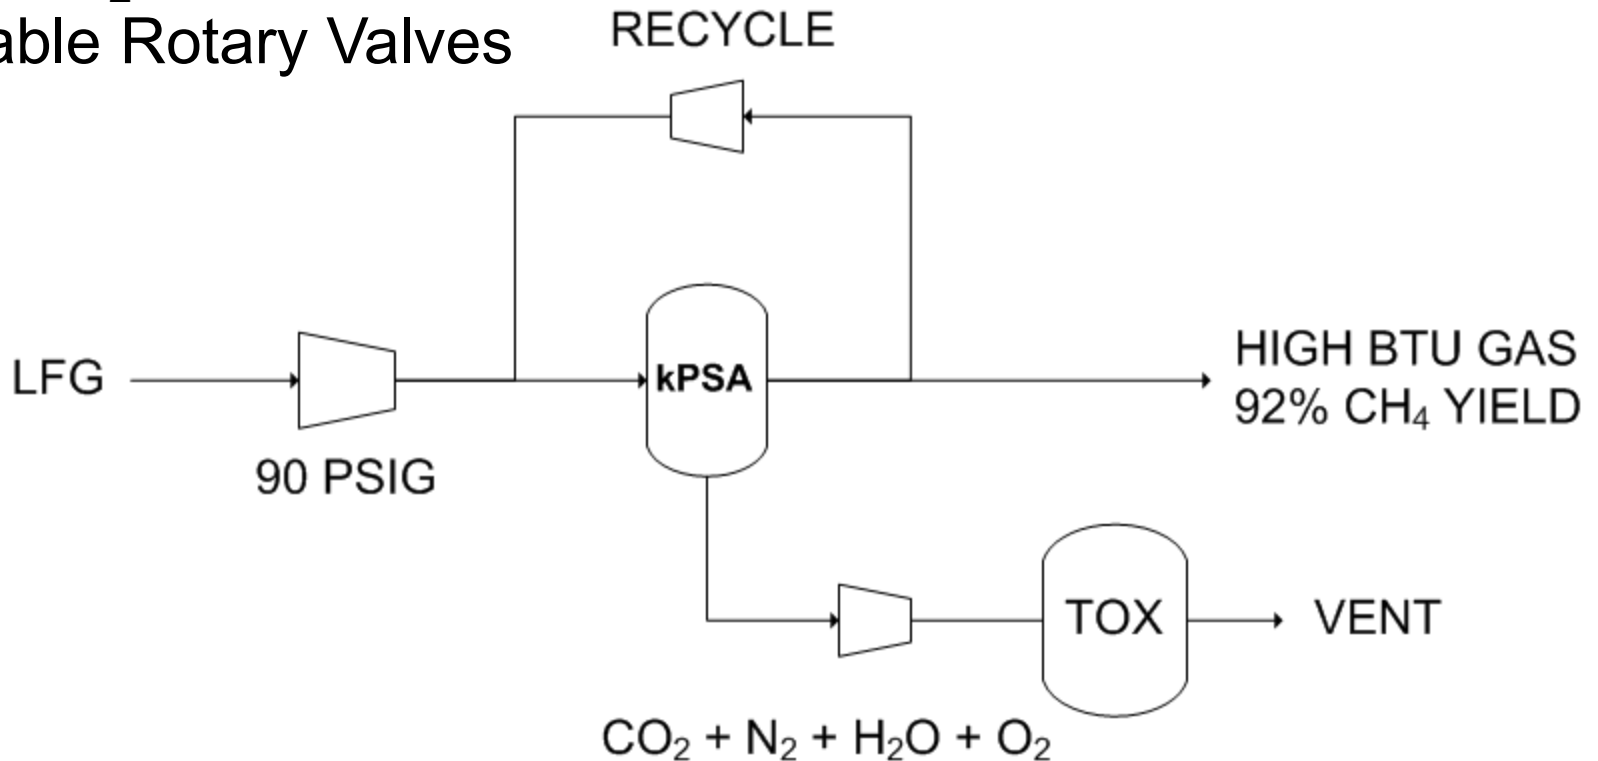 Rotary Valves
RECYCLE
LFG
kPSA
HIGH BTU GAS
92% CH₄ YIELD
90 PSIG
TOX
VENT
CO₂ + N₂ + H₂O + O₂